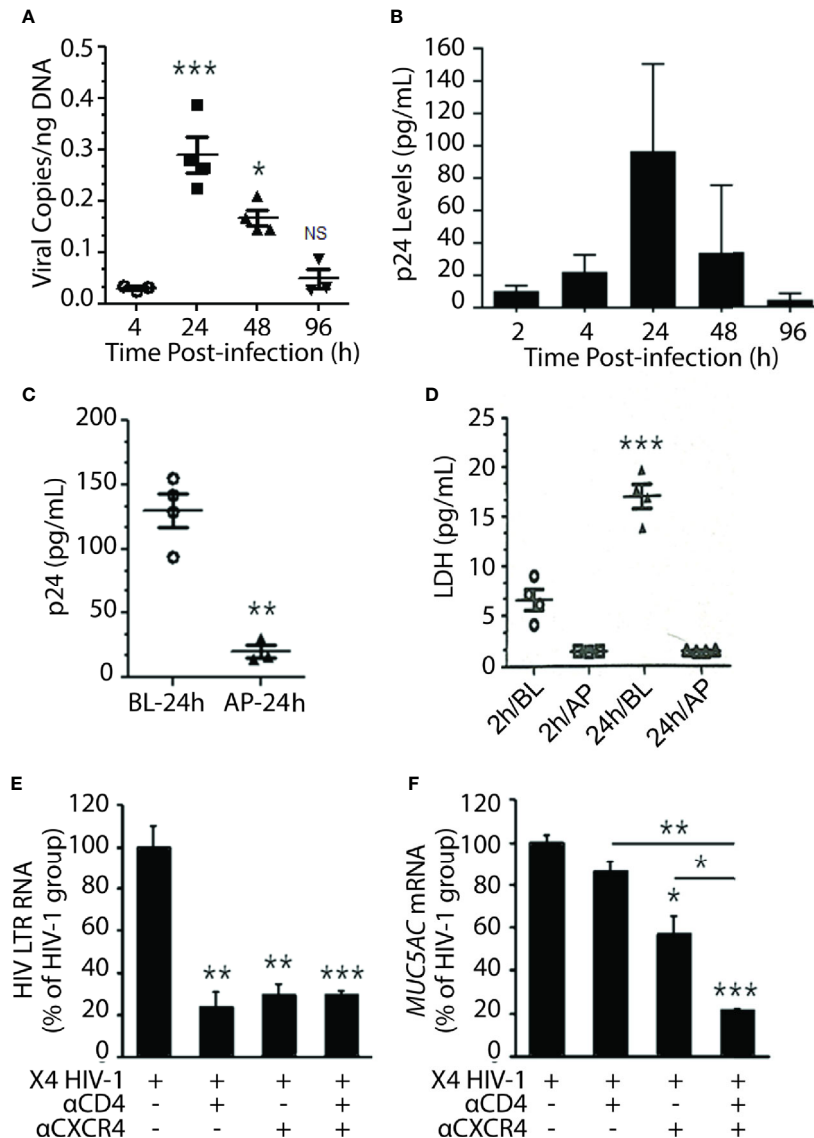 A
Viral Copies/ng DNA
0.5
0.4
0.3
0.2
0.1
0.0
***
*
NS
4 24 48 96
Time Post-infection (h)
B
p24 Levels (pg/mL)
160
140
120
100
80
60
40
20
0
2 4 24 48 96
Time Post-infection (h)
C
p24 (pg/mL)
200
150
100
50
0
**
BL-24h AP-24h
D
LDH (pg/mL)
25
20
15
10
5
0
***
2h/BL 2h/AP 24h/BL 24h/AP
E
HIV LTR RNA
(% of HIV-1 group)
120
100
80
60
40
20
0
** ** ***
X4 HIV-1 + + + +
αCD4 - + - +
αCXCR4 - - + +
F
MUC5AC mRNA
(% of HIV-1 group)
120
100
80
60
40
20
0
**
*
*
***
X4 HIV-1 + + + +
αCD4 - + - +
αCXCR4 - - + +